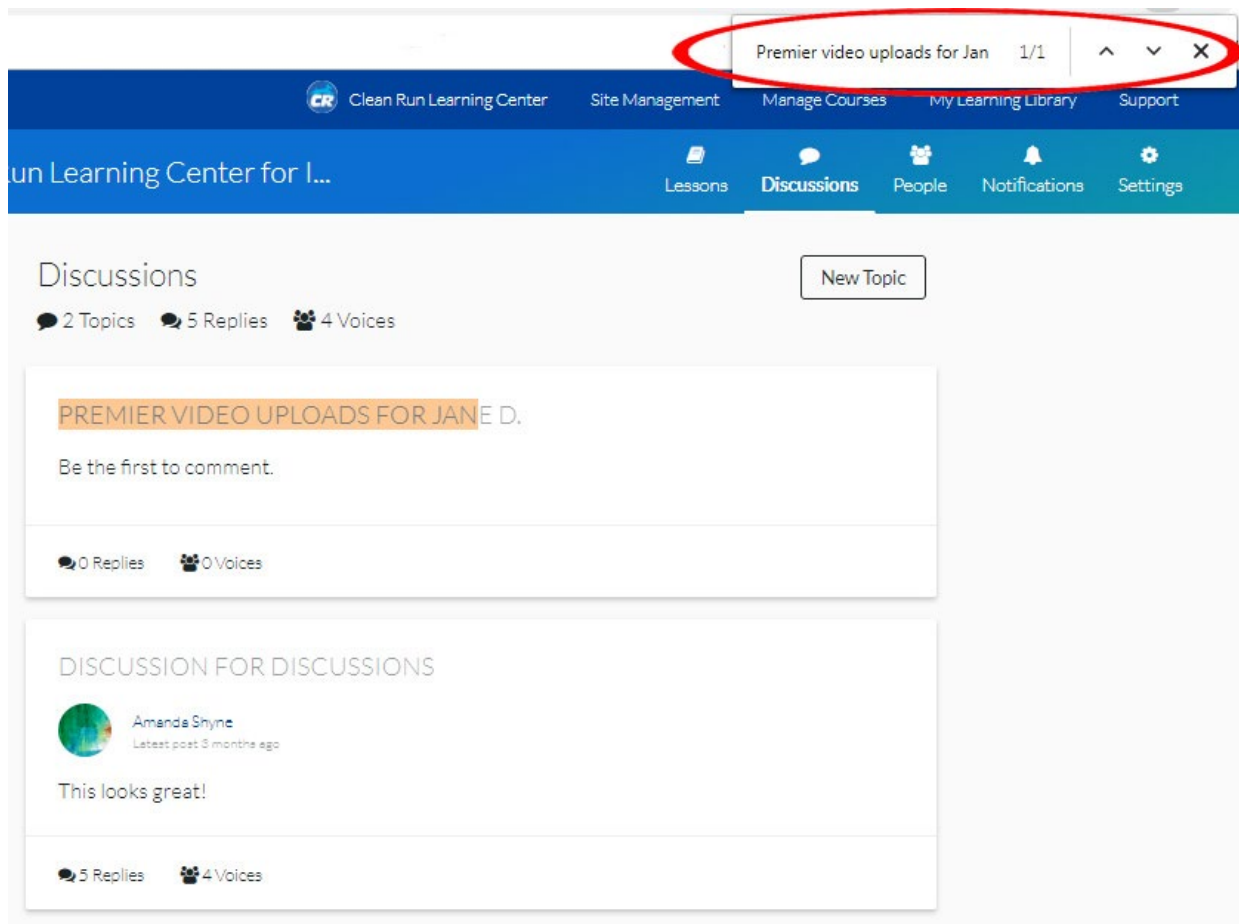 Premier video uploads for Jan 1/1
CR Clean Run Learning Center Site Management Manage Courses My Learning Library Support
un Learning Center for I...
Lessons Discussions People Notifications Settings
Discussions
New Topic
2 Topics 5 Replies 4 Voices
PREMIER VIDEO UPLOADS FOR JANE D.
Be the first to comment.
0 Replies 0 Voices
DISCUSSION FOR DISCUSSIONS
Amanda Shyne
Latest post 3 months ago
This looks great!
5 Replies 4 Voices